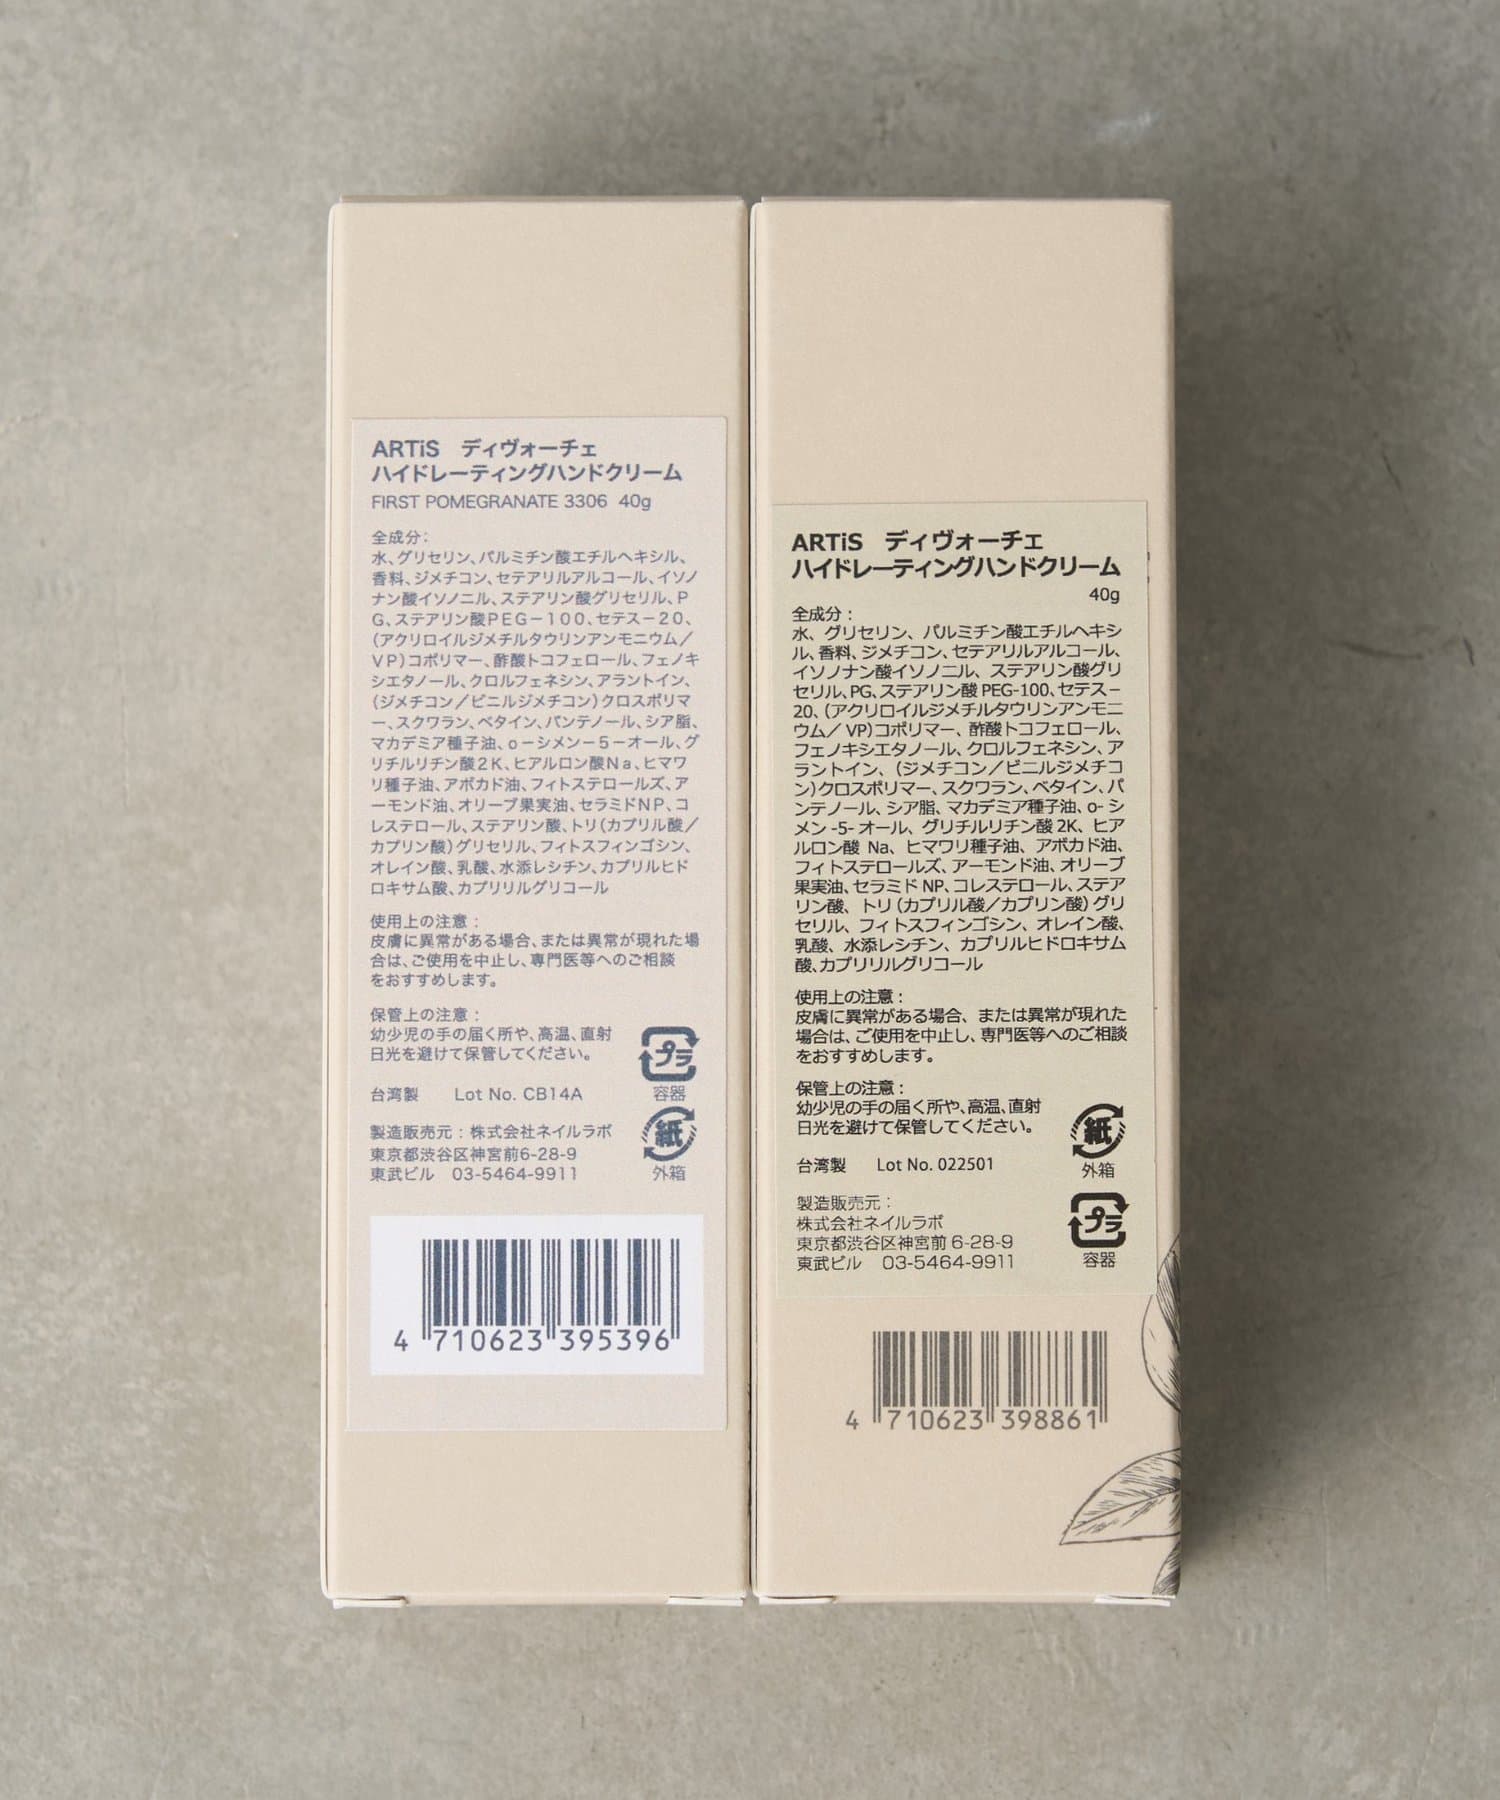 ARTiS ディヴォーチェ
ハイドレーティングハンドクリーム
FIRST POMEGRANATE 3306 40g
全成分:
水、グリセリン、パルミチン酸エチルヘキシル、
香料、ジメチコン、セテアリルアルコール、イソノ
ナン酸イソノニル、ステアリン酸グリセリル、P
G、ステアリン酸PEG－100、セテス－20、
(アクリロイルジメチルタウリンアンモニウム／
VP)コポリマー、酢酸トコフェロール、フェノキ
シエタノール、クロルフェネシン、アラントイン、
(ジメチコン／ビニルジメチコン)クロスポリマ
ー、スクワラン、ベタイン、パンテノール、シア脂、
マカデミア種子油、o－シメン－5－オール、グ
リチルリチン酸2K、ヒアルロン酸Na、ヒマワ
リ種子油、アボカド油、フィトステロールズ、ア
ーモンド油、オリーブ果実油、セラミドNP、コ
レステロール、ステアリン酸、トリ(カプリル酸／
カプリン酸)グリセリル、フィトスフィンゴシン、
オレイン酸、乳酸、水添レシチン、カプリルヒド
ロキサム酸、カプリリルグリコール
使用上の注意:
皮膚に異常がある場合、または異常が現れた場
合は、ご使用を中止し、専門医等へのご相談
をおすすめします。
保管上の注意:
幼少児の手の届く所や、高温、直射
日光を避けて保管してください。
プラ
容器
台湾製 Lot No. CB14A
紙
外箱
製造販売元:株式会社ネイルラボ
東京都渋谷区神宮前6-28-9
東武ビル 03-5464-9911
4 710623 395396
ARTiS ディヴォーチェ
ハイドレーティングハンドクリーム
40g
全成分:
水、グリセリン、パルミチン酸エチルヘキシ
ル、香料、ジメチコン、セテアリルアルコール、
イソノナン酸イソノニル、ステアリン酸グリ
セリル、PG、ステアリン酸 PEG-100、セテス－
20、(アクリロイルジメチルタウリンアンモニ
ウム／ VP)コポリマー、酢酸トコフェロール、
フェノキシエタノール、クロルフェネシン、ア
ラントイン、(ジメチコン／ビニルジメチコ
ン)クロスポリマー、スクワラン、ベタイン、パ
ンテノール、シア脂、マカデミア種子油、o-シ
メン -5- オール、グリチルリチン酸 2K、ヒア
ルロン酸 Na、ヒマワリ種子油、アボカド油、
フィトステロールズ、アーモンド油、オリーブ
果実油、セラミド NP、コレステロール、ステア
リン酸、トリ(カプリル酸／カプリン酸)グリ
セリル、フィトスフィンゴシン、オレイン酸、
乳酸、水添レシチン、カプリルヒドロキサム
酸、カプリリルグリコール
使用上の注意:
皮膚に異常がある場合、または異常が現れた
場合は、ご使用を中止し、専門医等へのご相談
をおすすめします。
保管上の注意:
幼少児の手の届く所や、高温、直射
日光を避けて保管してください。
紙
外箱
台湾製 Lot No. 022501
プラ
容器
製造販売元:
株式会社ネイルラボ
東京都渋谷区神宮前 6-28-9
東武ビル 03-5464-9911
4 710623 398861